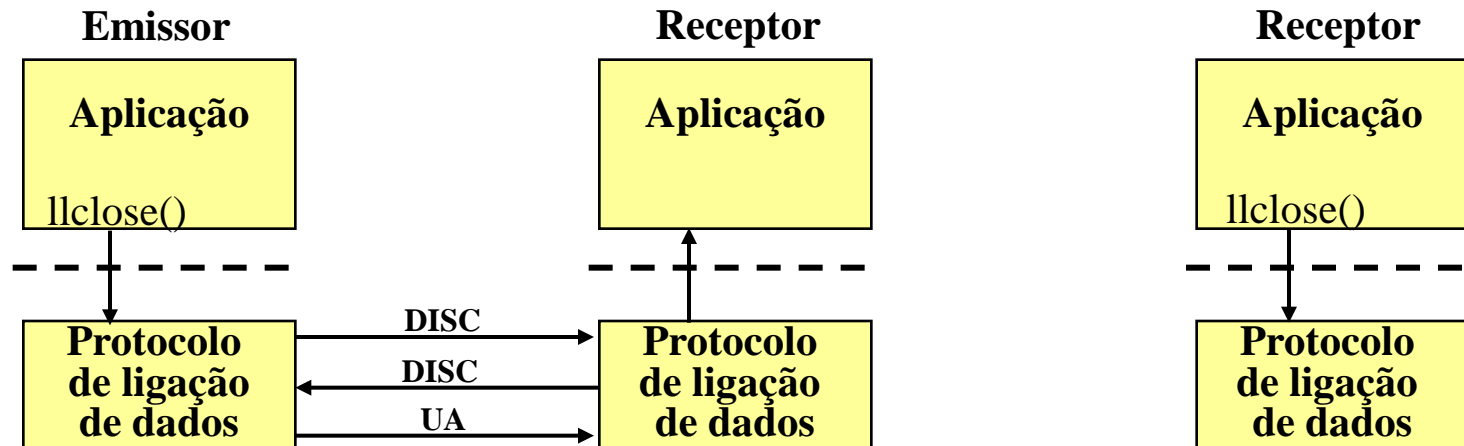 Emissor
Receptor
Receptor
Aplicação
Aplicação
Aplicação
llclose()
llclose()
Protocolo
de ligação
de dados
DISC
DISC
UA
Protocolo
de ligação
de dados
Protocolo
de ligação
de dados